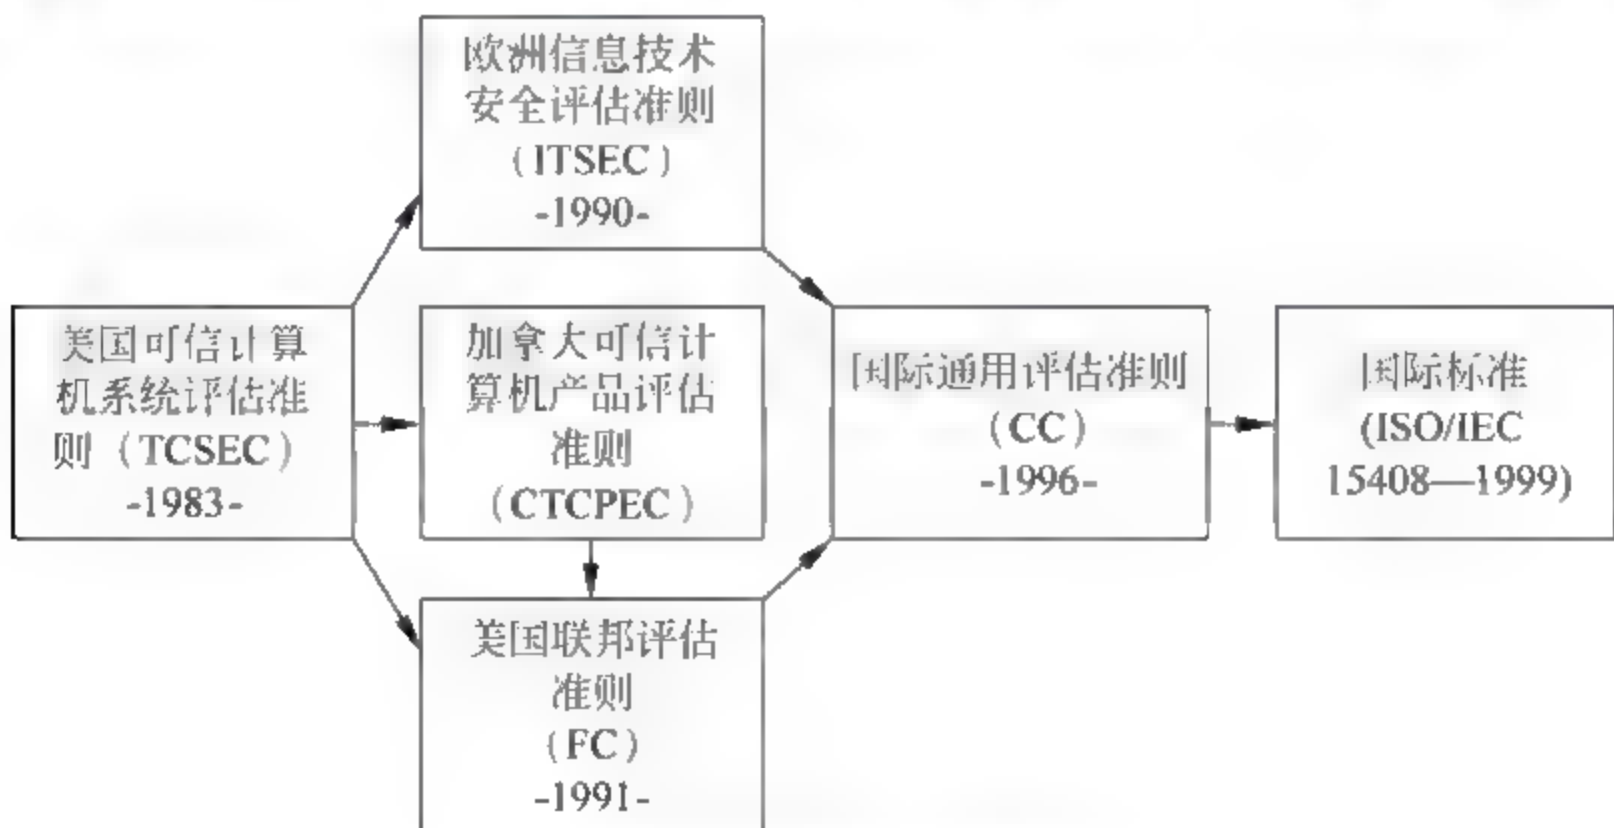 欧洲信息技术
安全评估准则
（ITSEC）
-1990-
美国可信计算
机系统评估准
则（TCSEC）
-1983-
加拿大可信计
算机产品评估
准则
（CTCPEC）
国际通用评估准则
（CC）
-1996-
国际标准
(ISO/IEC
15408—1999)
美国联邦评估
准则
（FC）
-1991-